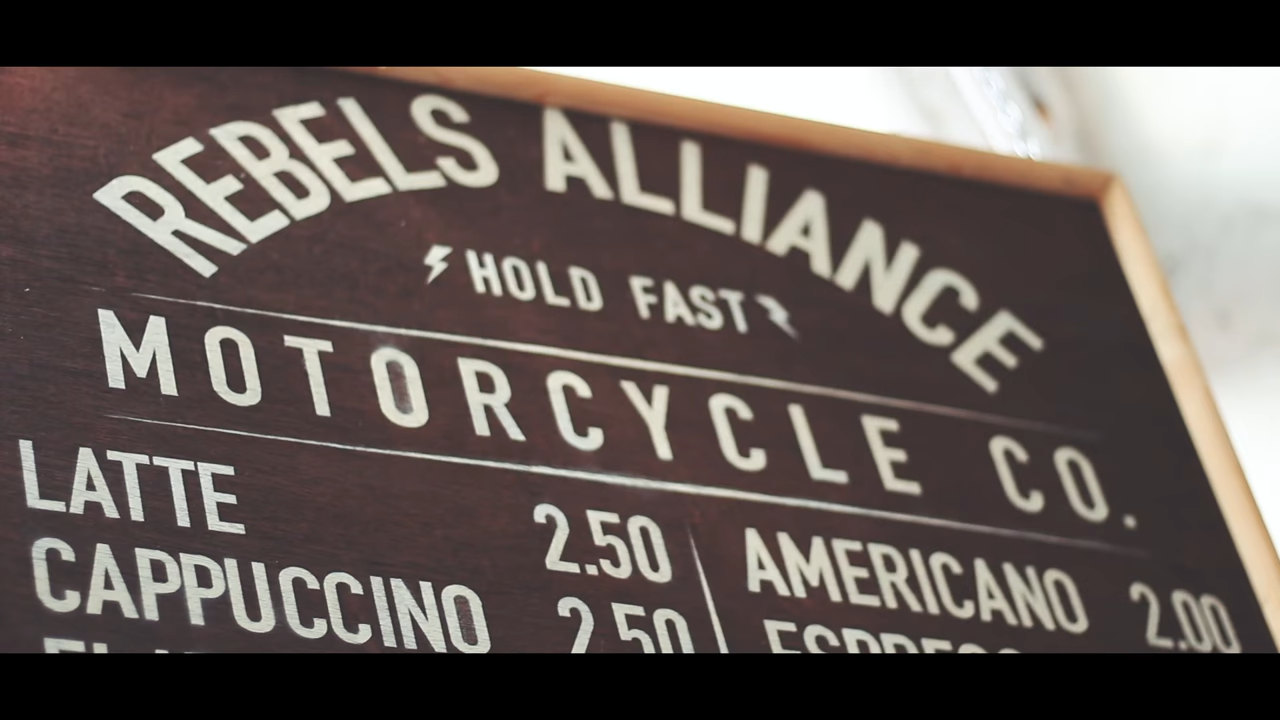 REBELS ALLIANCE
HOLD FAST
MOTORCYCLE CO.
LATTE 2.50
CAPPUCCINO 2.50
AMERICANO 2.00